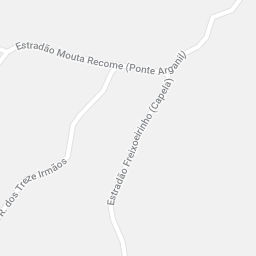 Estradão Mouta Recome (Ponte Arganil)
Estradão Freixoeirinho (Capela)
R. dos Treze Irmãos